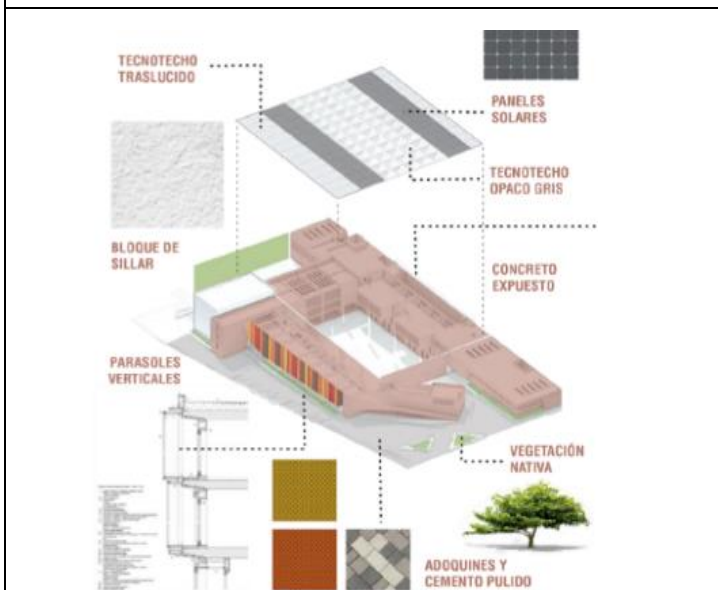 TECNOTECHO
TRASLUCIDO
PANELES
SOLARES
TECNOTECHO
OPACO GRIS
BLOQUE DE
SILLAR
CONCRETO
EXPUESTO
PARASOLES
VERTICALES
VEGETACIÓN
NATIVA
ADOQUINES Y
CEMENTO PULIDO